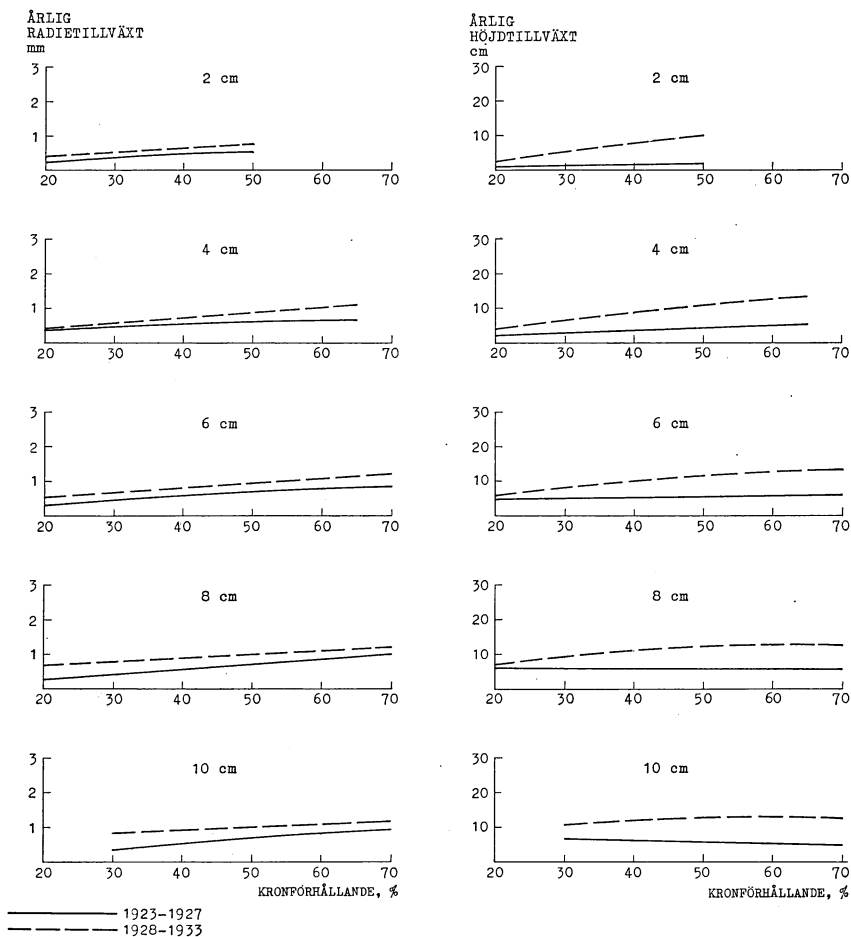 ÅRLIG
RADIETILLVÄXT
mm
ÅRLIG
HÖJDTILLVÄXT
cm
3
2 cm
2
1
20 30 40 50 60 70
30
2 cm
20
10
20 30 40 50 60 70
3
4 cm
2
1
20 30 40 50 60 70
30
4 cm
20
10
20 30 40 50 60 70
3
6 cm
2
1
20 30 40 50 60 70
30
6 cm
20
10
20 30 40 50 60 70
3
8 cm
2
1
20 30 40 50 60 70
30
8 cm
20
10
20 30 40 50 60 70
3
10 cm
2
1
20 30 40 50 60 70
KRONFÖRHÅLLANDE, %
30
10 cm
20
10
20 30 40 50 60 70
KRONFÖRHÅLLANDE, %
1923-1927
1928-1933